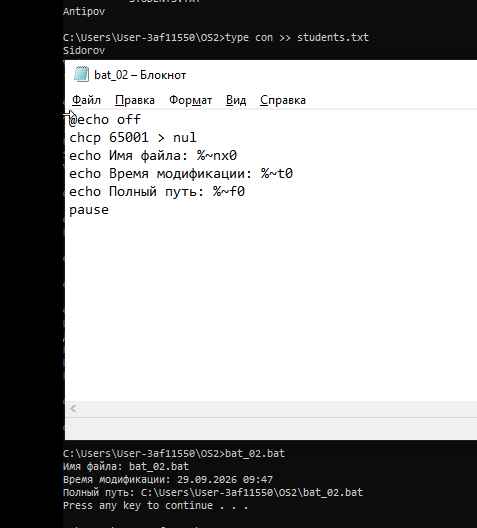 STUDENTS.TXT
Antipov
C:\Users\User-3af11550\OS2>type con >> students.txt
Sidorov
bat_02 – Блокнот
Файл Правка Формат Вид Справка
@echo off
chcp 65001 > nul
echo Имя файла: %~nx0
echo Время модификации: %~t0
echo Полный путь: %~f0
pause
C:\Users\User-3af11550\OS2>bat_02.bat
Имя файла: bat_02.bat
Время модификации: 29.09.2026 09:47
Полный путь: C:\Users\User-3af11550\OS2\bat_02.bat
Press any key to continue . . .